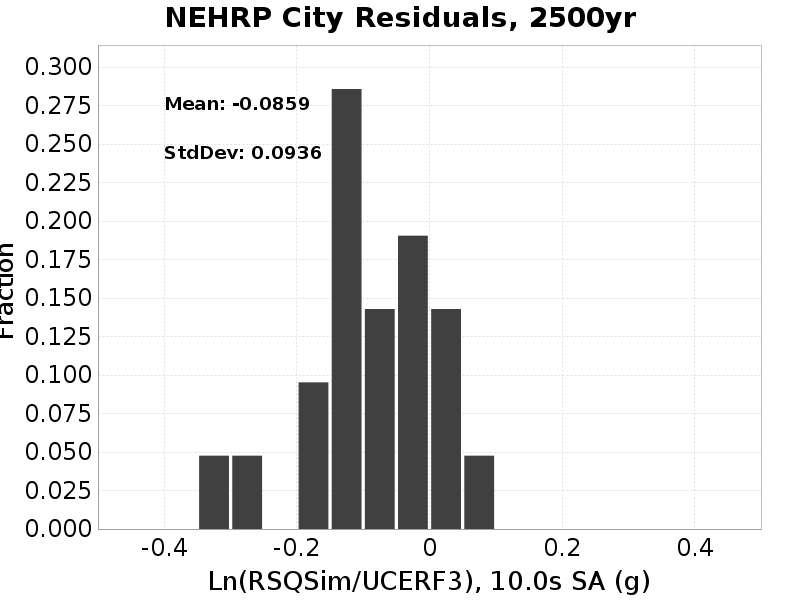 NEHRP City Residuals, 2500yr
0.300
Mean: -0.0859
0.275
0.250
StdDev: 0.0936
0.225
0.200
0.175
0.150
0.125
0.100
0.075
0.050
0.025
0.000
Fraction
-0.4 -0.2 0 0.2 0.4
Ln(RSQSim/UCERF3), 10.0s SA (g)